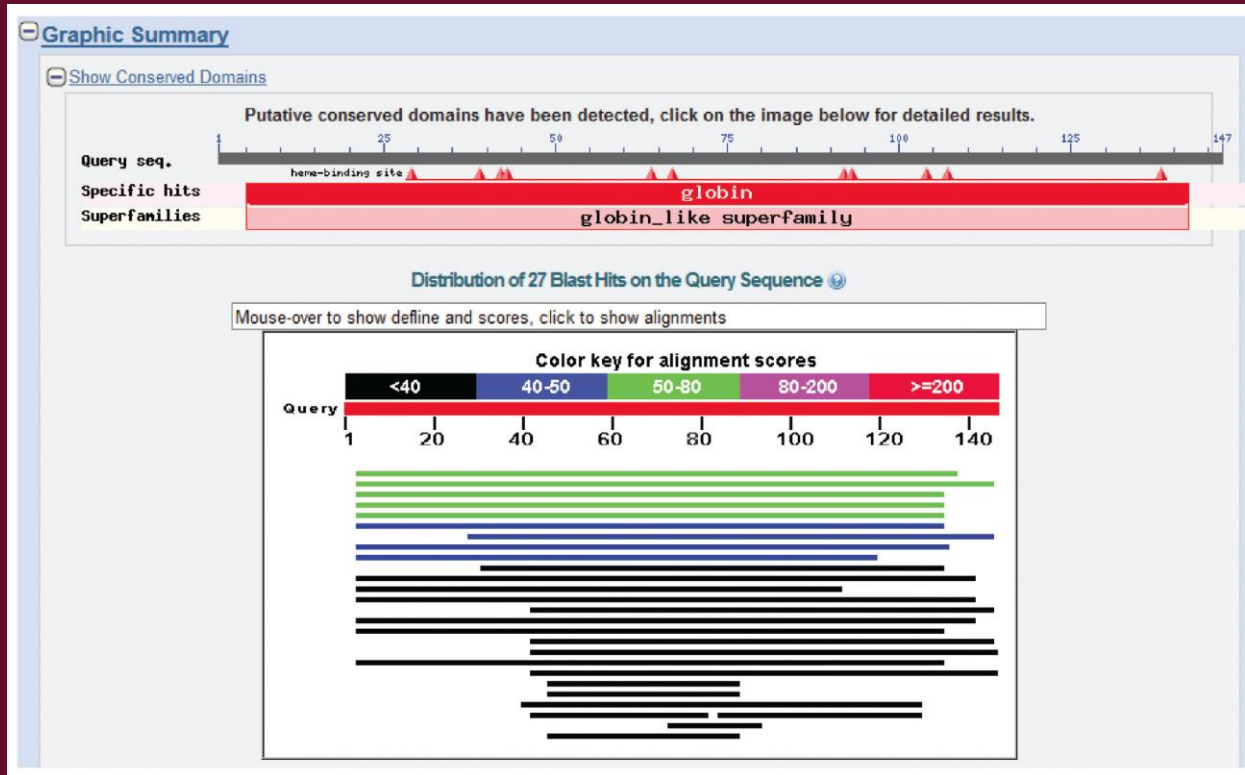 Graphic Summary
Show Conserved Domains
Putative conserved domains have been detected, click on the image below for detailed results.
1 25 50 75 100 125 147
Query seq.
heme-binding site
Specific hits globin
Superfamilies globin_like superfamily
Distribution of 27 Blast Hits on the Query Sequence
Mouse-over to show defline and scores, click to show alignments
Color key for alignment scores
<40 40-50 50-80 80-200 >=200
Query
1 20 40 60 80 100 120 140